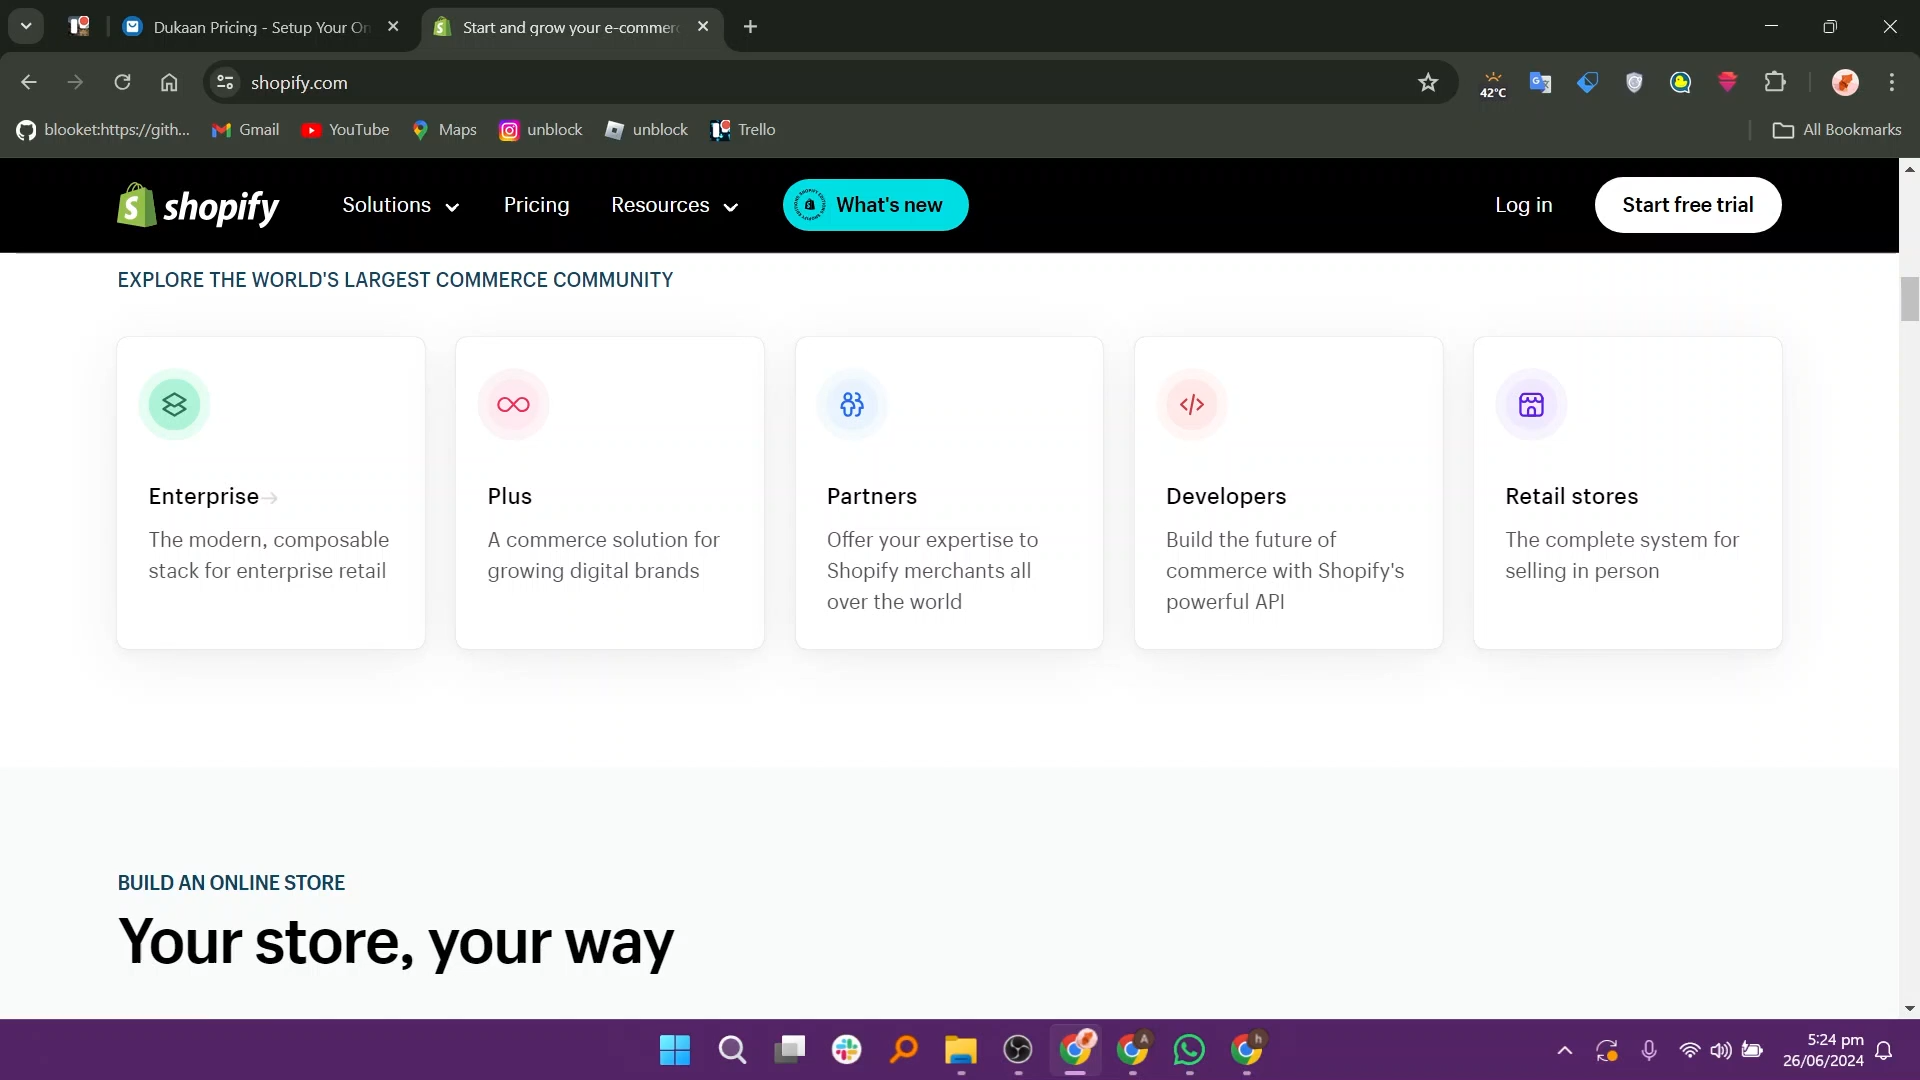 Dukaan Pricing - Setup Your On
Start and grow your e-commer
shopify.com
42°C
blooket:https://gith...
Gmail
YouTube
Maps
unblock
unblock
Trello
All Bookmarks
shopify
Solutions
Pricing
Resources
What's new
Log in
Start free trial
EXPLORE THE WORLD'S LARGEST COMMERCE COMMUNITY
Enterprise→
The modern, composable
stack for enterprise retail
Plus
A commerce solution for
growing digital brands
Partners
Offer your expertise to
Shopify merchants all
over the world
Developers
Build the future of
commerce with Shopify's
powerful API
Retail stores
The complete system for
selling in person
BUILD AN ONLINE STORE
Your store, your way
5:24 pm
26/06/2024